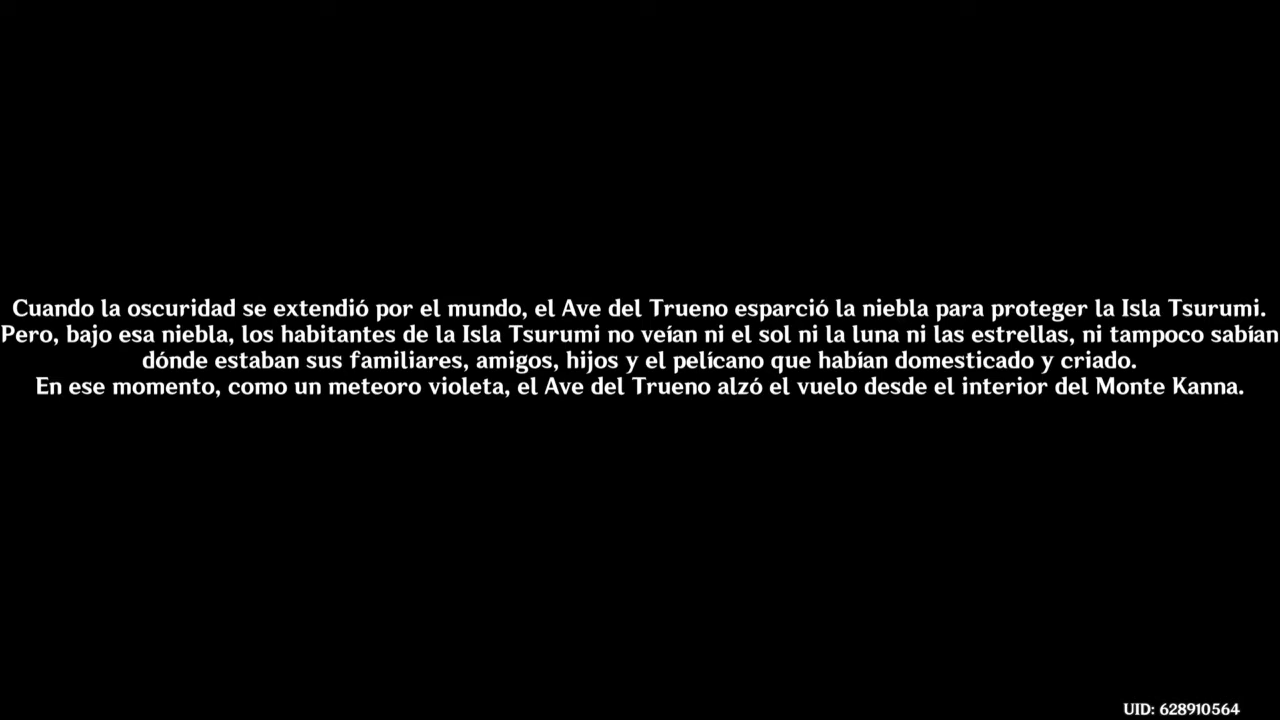 Cuando la oscuridad se extendió por el mundo, el Ave del Trueno esparció la niebla para proteger la Isla Tsurumi.
Pero, bajo esa niebla, los habitantes de la Isla Tsurumi no veían ni el sol ni la luna ni las estrellas, ni tampoco sabían
dónde estaban sus familiares, amigos, hijos y el pelícano que habían domesticado y criado.
En ese momento, como un meteoro violeta, el Ave del Trueno alzó el vuelo desde el interior del Monte Kanna.
UID: 628910564